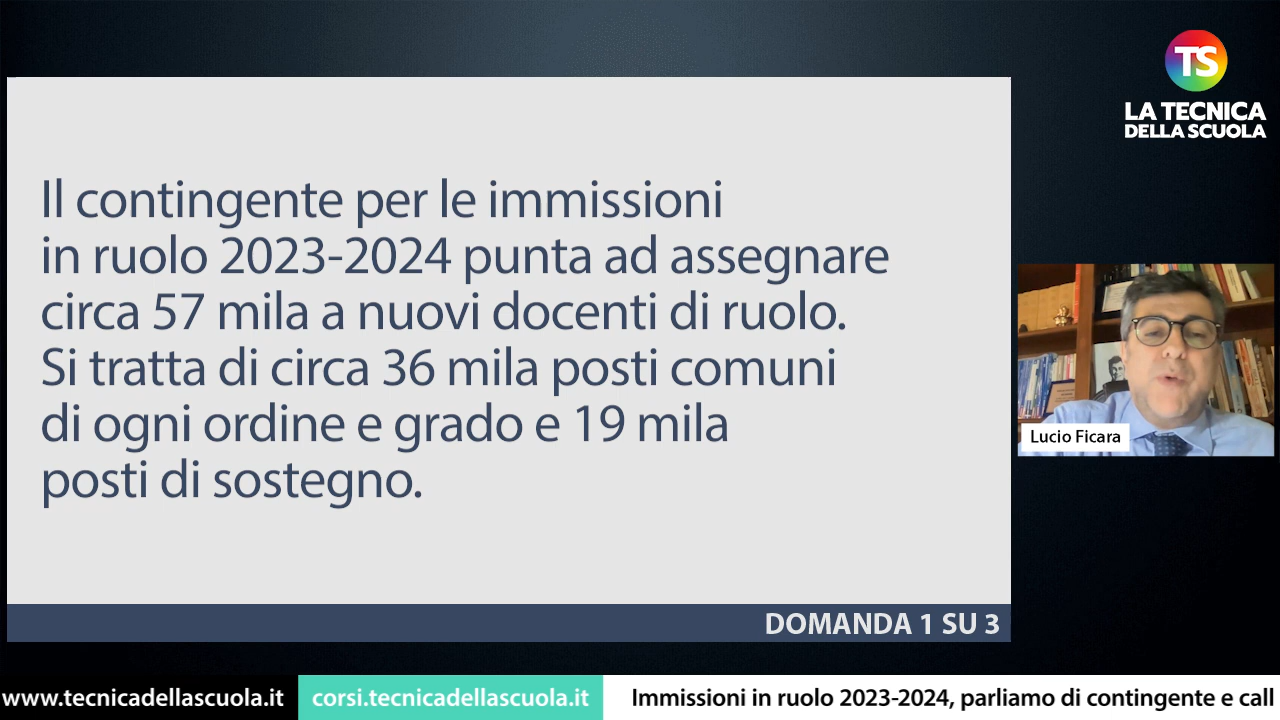 TS
LA TECNICA
DELLA SCUOLA
Il contingente per le immissioni
in ruolo 2023-2024 punta ad assegnare
circa 57 mila a nuovi docenti di ruolo.
Si tratta di circa 36 mila posti comuni
di ogni ordine e grado e 19 mila
posti di sostegno.
Lucio Ficara
DOMANDA 1 SU 3
www.tecnicadellascuola.it
corsi.tecnicadellascuola.it
Immissioni in ruolo 2023-2024, parliamo di contingente e call